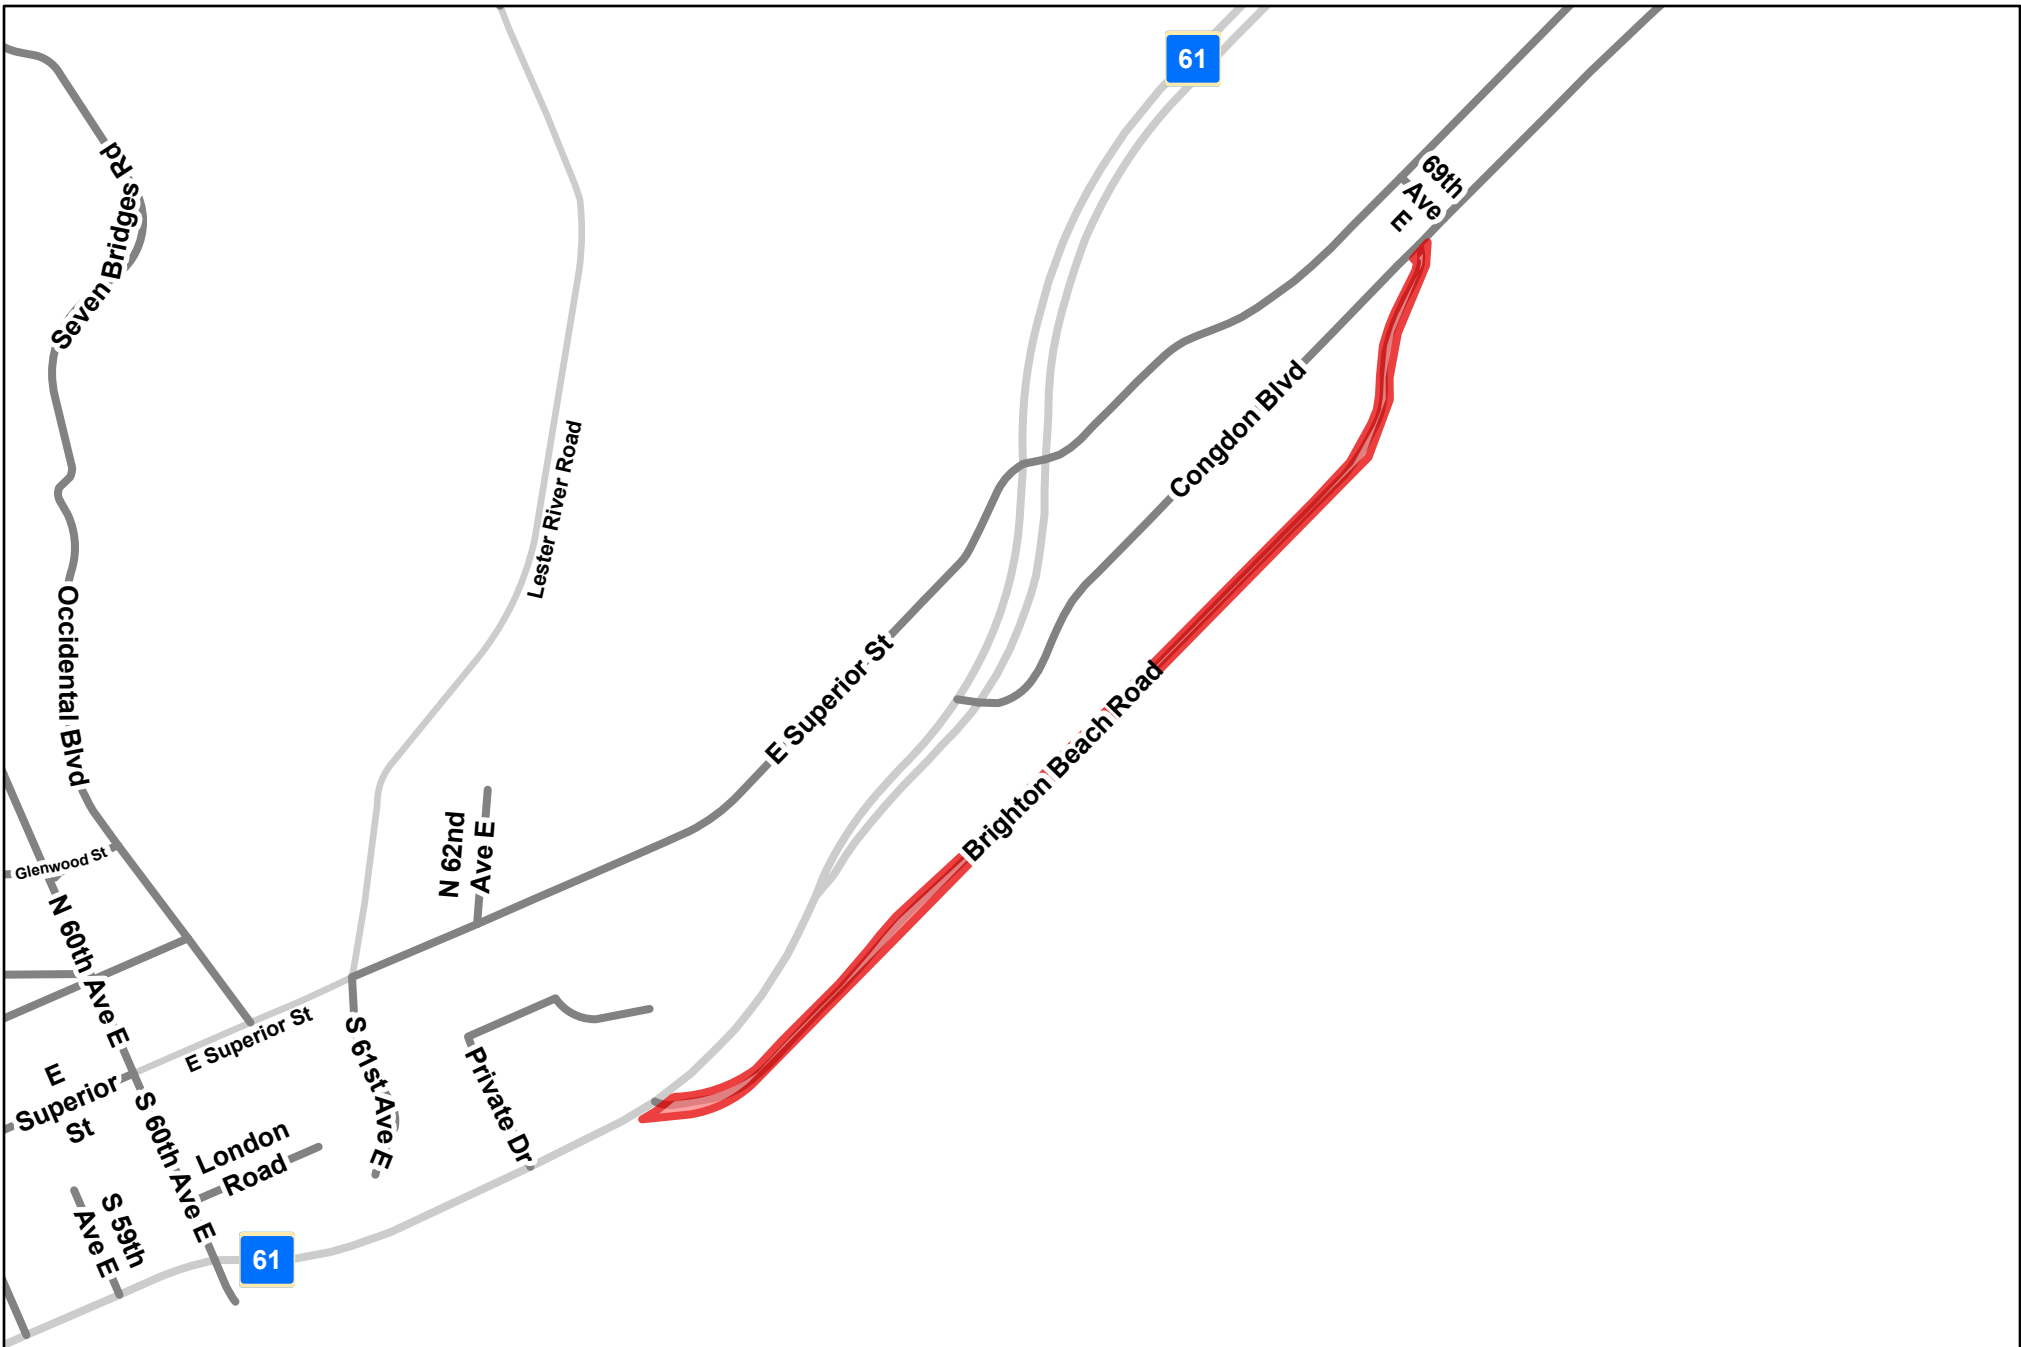 61
69th
Ave
E
Seven Bridges Rd
Congdon Blvd
Lester River Road
Occidental Blvd
E Superior St
Brighton Beach Road
N 62nd
Ave E
Glenwood St
N 60th Ave E
E Superior St
S 61st Ave E
Private Dr
E
Superior
St
S 60th Ave E
London
Road
S 59th
Ave E
61